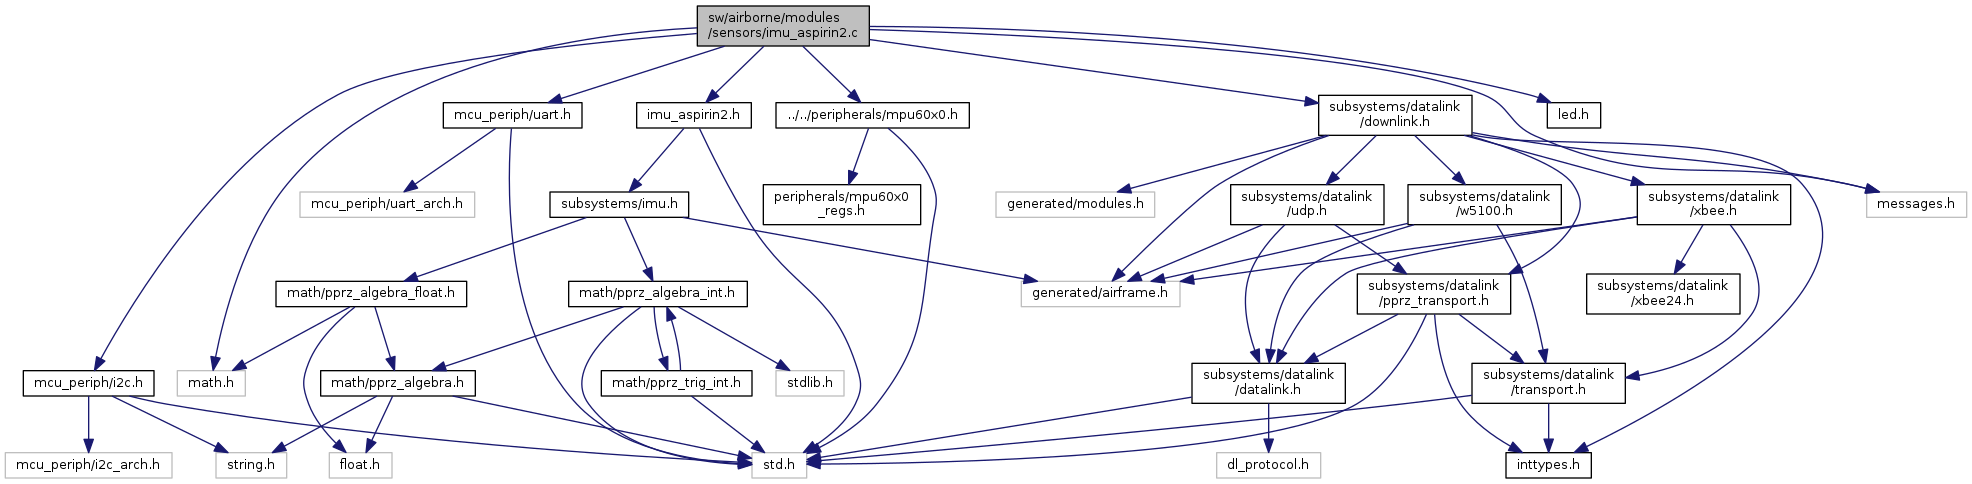 sw/airborne/modules
/sensors/imu_aspirin2.c
mcu_periph/uart.h
imu_aspirin2.h
../../peripherals/mpu60x0.h
subsystems/datalink
/downlink.h
led.h
mcu_periph/uart_arch.h
subsystems/imu.h
peripherals/mpu60x0
_regs.h
generated/modules.h
subsystems/datalink
/udp.h
subsystems/datalink
/w5100.h
subsystems/datalink
/xbee.h
messages.h
math/pprz_algebra_float.h
math/pprz_algebra_int.h
generated/airframe.h
subsystems/datalink
/pprz_transport.h
subsystems/datalink
/xbee24.h
mcu_periph/i2c.h
math.h
math/pprz_algebra.h
math/pprz_trig_int.h
stdlib.h
subsystems/datalink
/datalink.h
subsystems/datalink
/transport.h
mcu_periph/i2c_arch.h
string.h
float.h
std.h
dl_protocol.h
inttypes.h